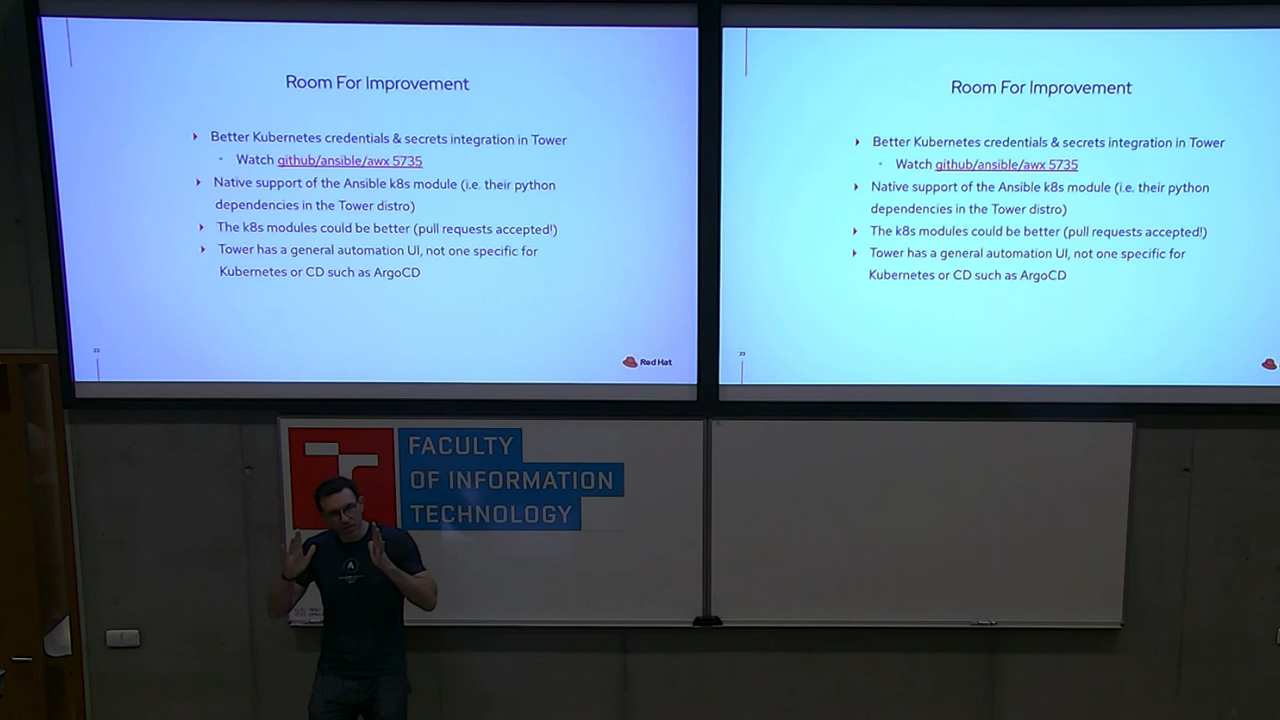 Room For Improvement
Better Kubernetes credentials & secrets integration in Tower
Watch github/ansible/awx 5735
Native support of the Ansible k8s module (i.e. their python
dependencies in the Tower distro)
The k8s modules could be better (pull requests accepted!)
Tower has a general automation UI, not one specific for
Kubernetes or CD such as ArgoCD
23
Red Hat
Room For Improvement
Better Kubernetes credentials & secrets integration in Tower
Watch github/ansible/awx 5735
Native support of the Ansible k8s module (i.e. their python
dependencies in the Tower distro)
The k8s modules could be better (pull requests accepted!)
Tower has a general automation UI, not one specific for
Kubernetes or CD such as ArgoCD
23
FACULTY
OF INFORMATION
TECHNOLOGY